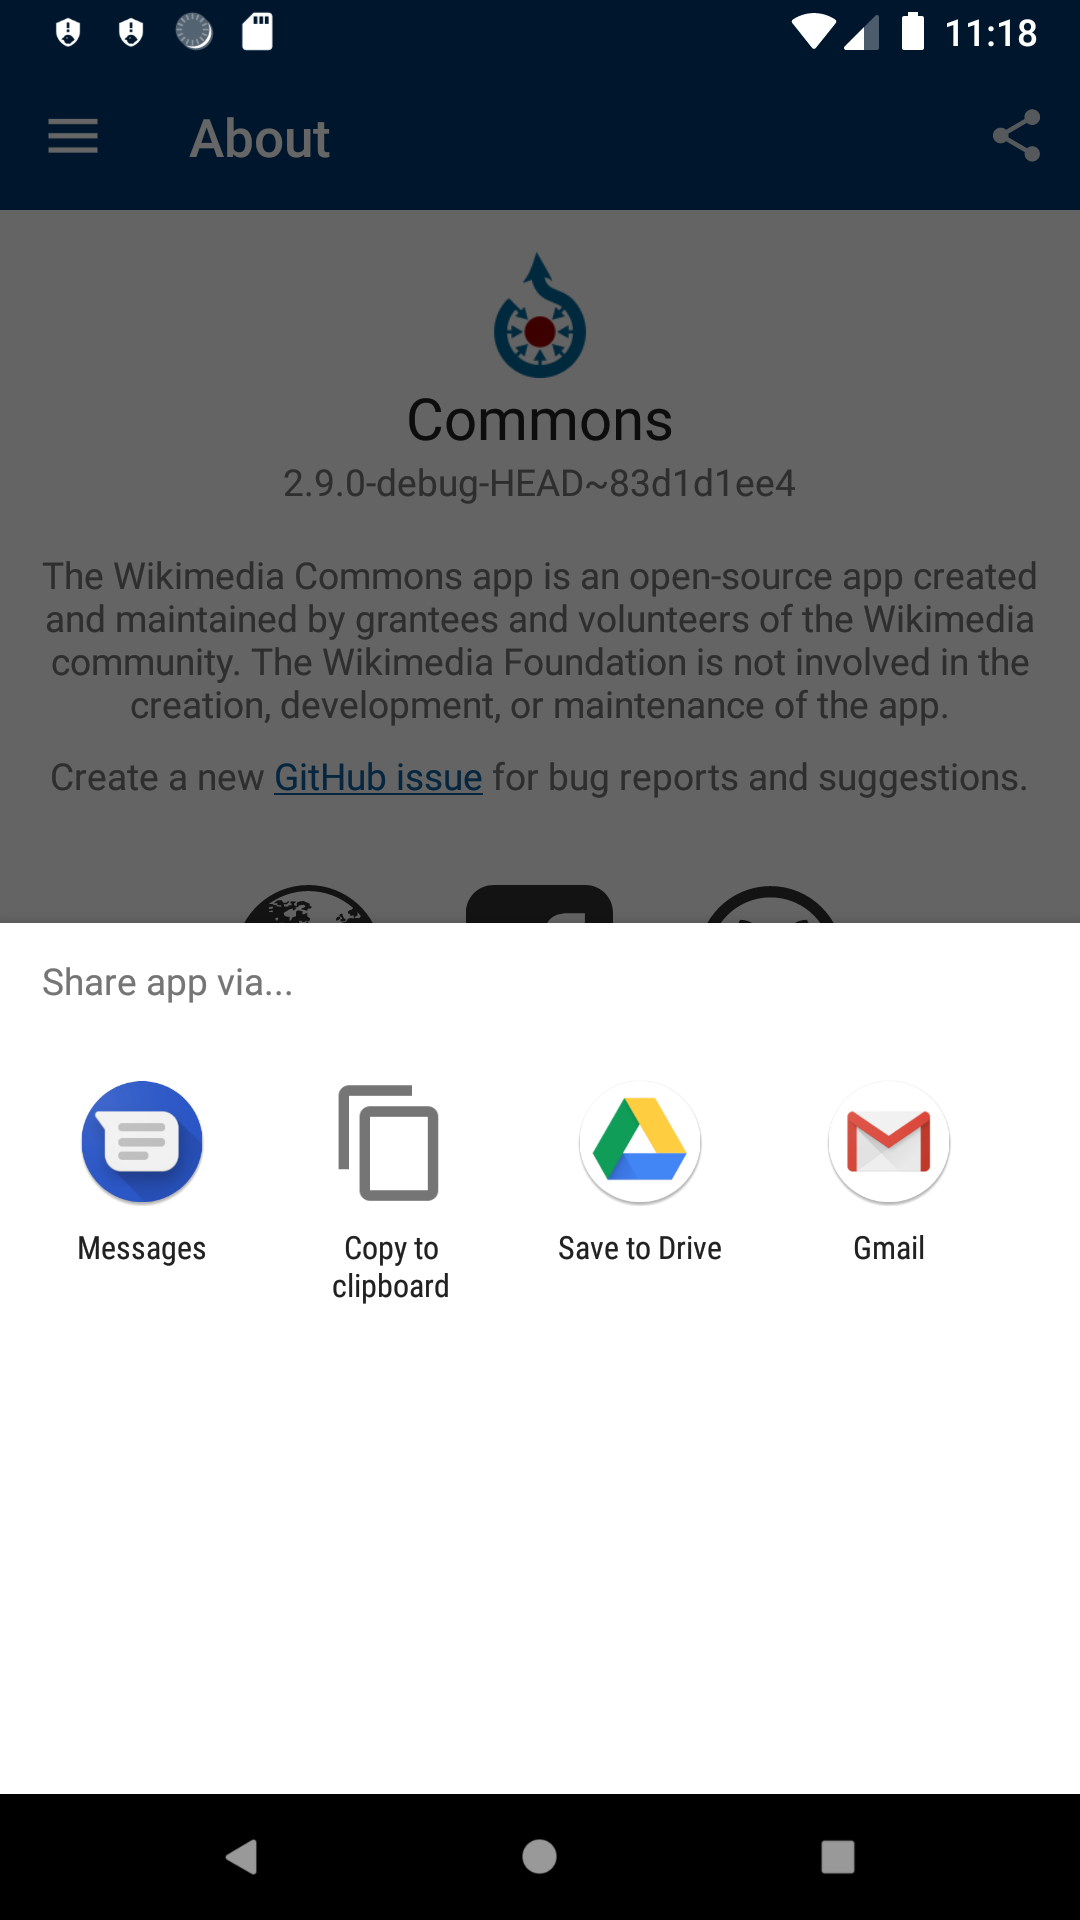 11:18
About
Commons
2.9.0-debug-HEAD~83d1d1ee4
The Wikimedia Commons app is an open-source app created
and maintained by grantees and volunteers of the Wikimedia
community. The Wikimedia Foundation is not involved in the
creation, development, or maintenance of the app.
Create a new GitHub issue for bug reports and suggestions.
Share app via...
Messages
Copy to
clipboard
Save to Drive
Gmail